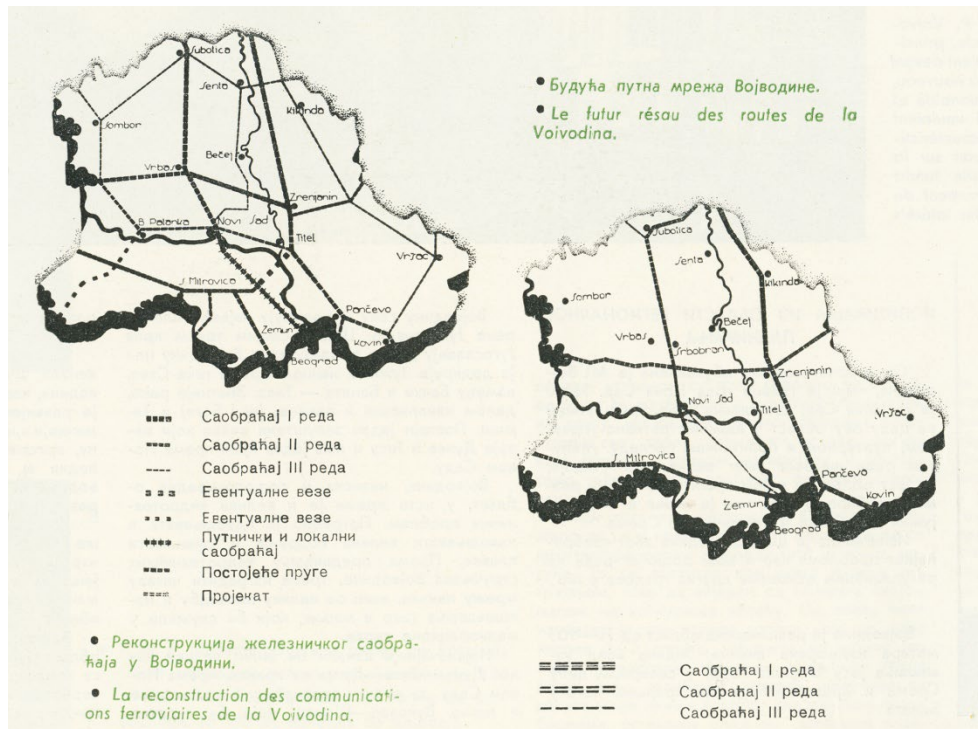 Subotica
Senta
Kikinda
Sombor
Bečej
Vrbas
Zrenjanin
B. Palanka
Novi Sad
Titel
Vršac
S. Mitrovica
Pančevo
Zemun
Kovin
Beograd
Саобраћај I реда
Саобраћај II реда
Саобраћај III реда
Евентуалне везе
Евентуалне везе
Путнички и локални
саобраћај
Постојеће пруге
Пројекат
• Реконструкција железничког саобра-
ћаја у Војводини.
• La reconstruction des communicati-
ons ferroviaires de la Voivodina.
• Будућа путна мрежа Војводине.
• Le futur résau des routes de la
Voivodina.
Subotica
Senta
Kikinda
Sombor
Bečej
Vrbas
Srbobran
Zrenjanin
Novi Sad
Titel
Vršac
S. Mitrovica
Pančevo
Zemun
Kovin
Beograd
Саобраћај I реда
Саобраћај II реда
Саобраћај III реда